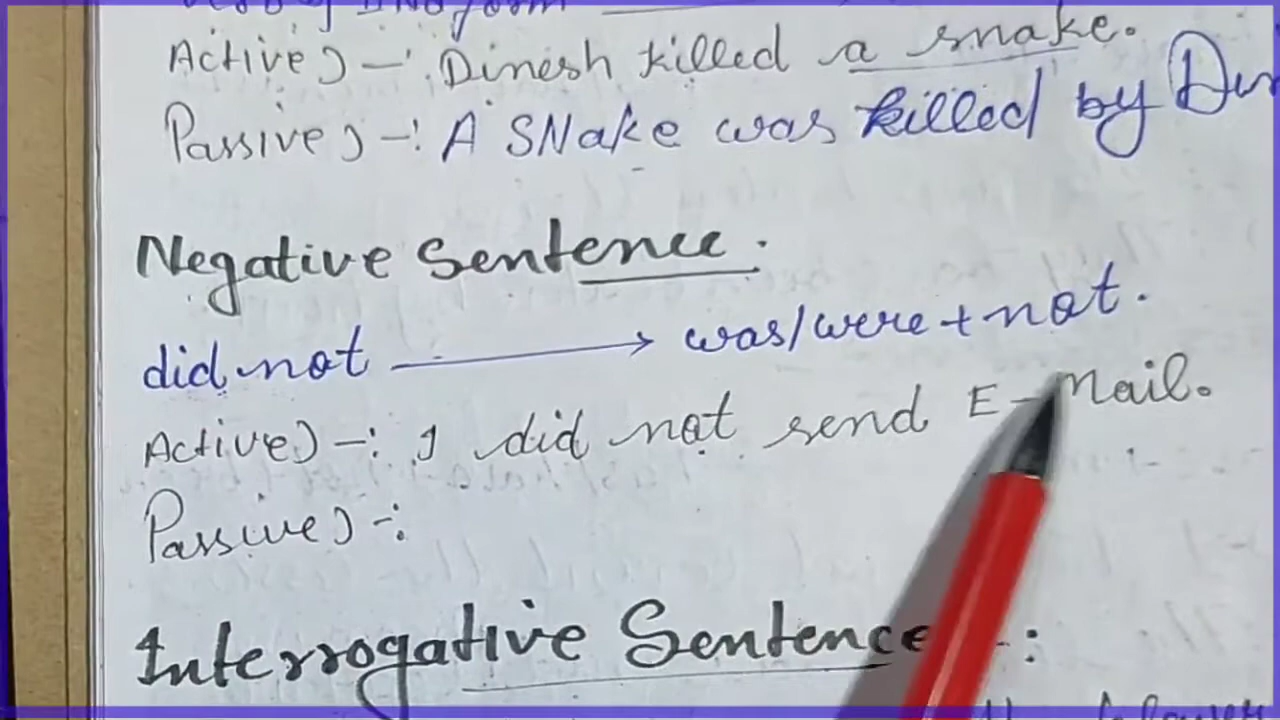 Active) -: Dinesh killed a snake.
Passive) -: A SNake was killed by
Negative Sentence.
did not → was/were + not.
Active) -: I did not send E-Mail.
Passive) -:
Interrogative Sentence -: